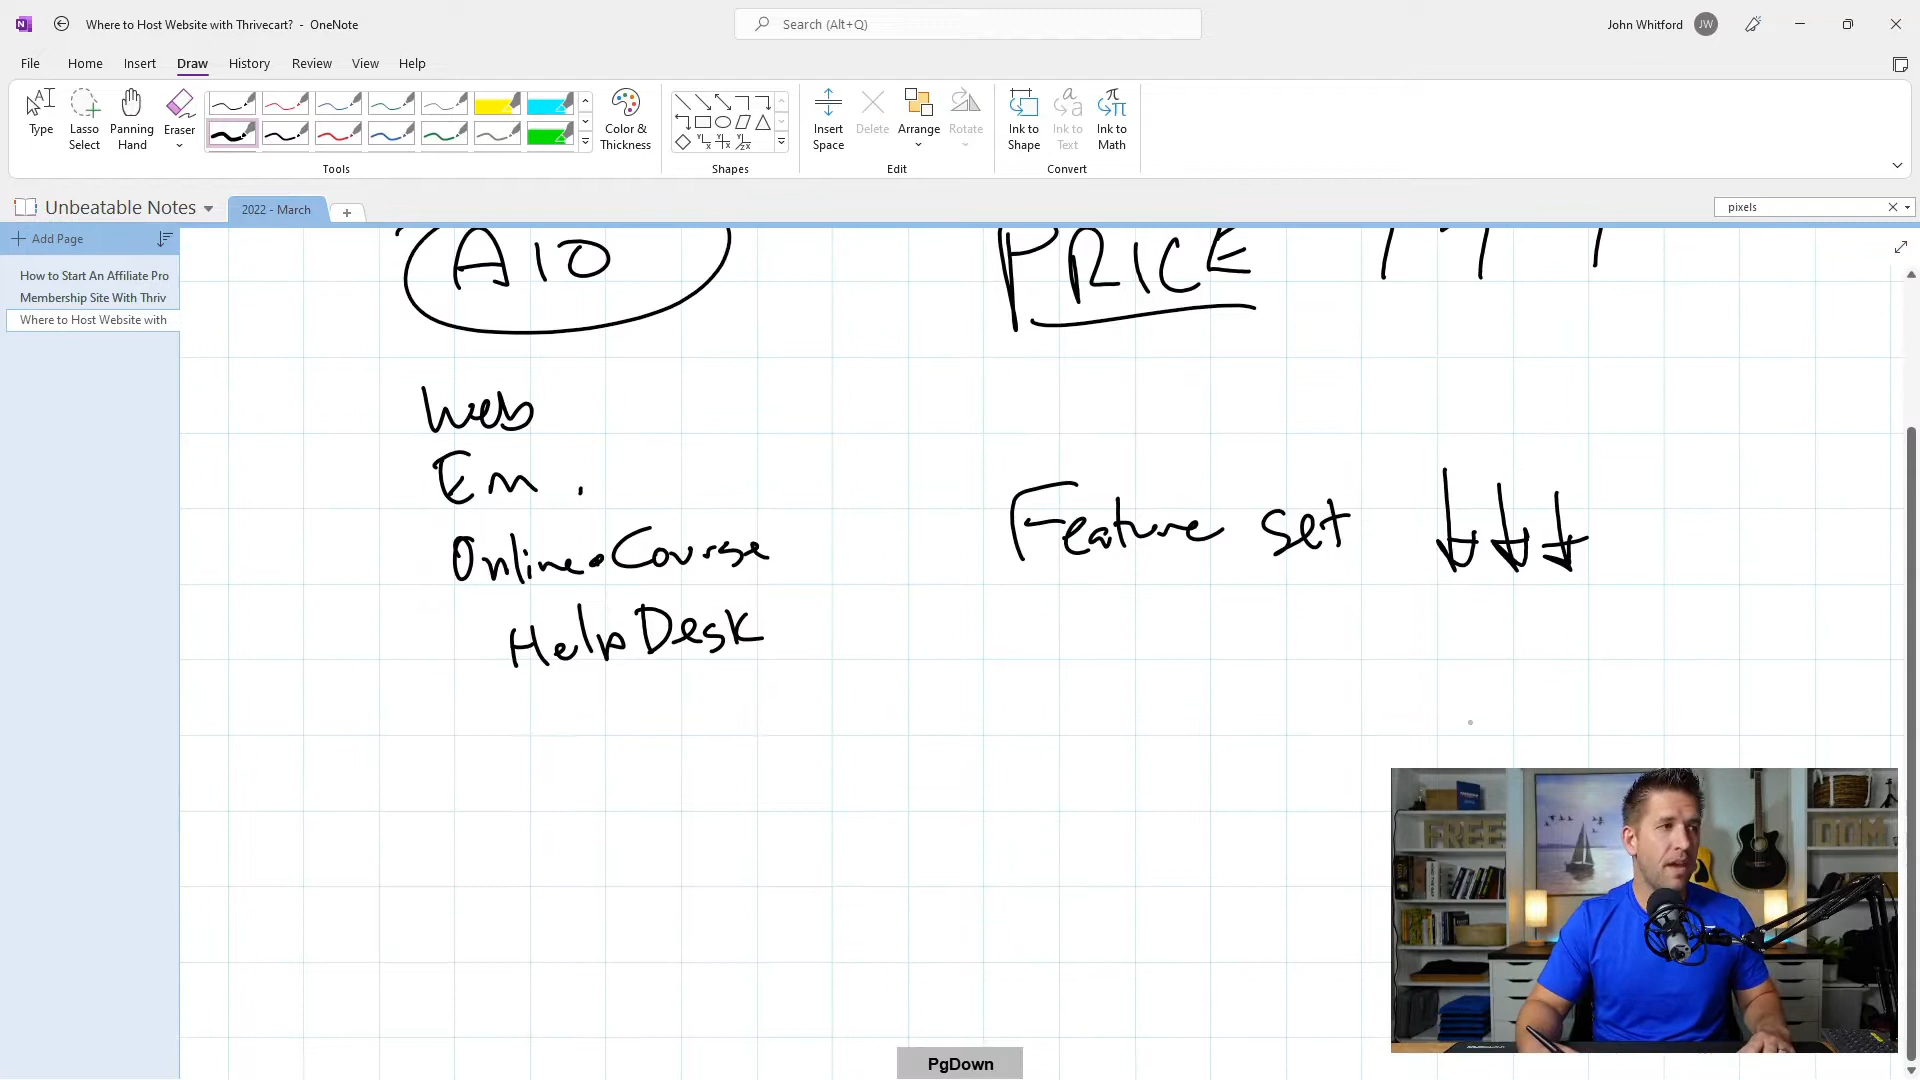 Where to Host Website with Thrivecart? - OneNote
Search (Alt+Q)
John Whitford
JW
File
Home
Insert
Draw
History
Review
View
Help
Type
Lasso
Select
Panning
Hand
Eraser
Color &
Thickness
Insert
Space
Delete
Arrange
Rotate
Ink to
Shape
Ink to
Text
Ink to
Math
Tools
Shapes
Edit
Convert
Unbeatable Notes
2022 - March
pixels
Add Page
How to Start An Affiliate Pro
Membership Site With Thriv
Where to Host Website with
AIO
PRICE
Web
Em.
Online Course
Help Desk
Feature set
FREE
DOM
PgDown